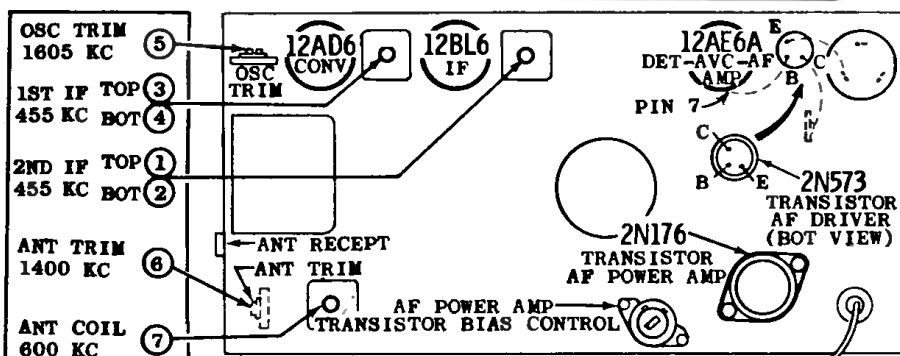 OSC TRIM
1605 KC
5
1ST IF TOP 3
455 KC BOT 4
2ND IF TOP 1
455 KC BOT 2
ANT TRIM
1400 KC
6
ANT COIL
600 KC
7
OSC
TRIM
12AD6
CONV
12BL6
IF
12AE6A
DET-AVC-AF
AMP
PIN 7
E
B
C
C
B
E
2N573
TRANSISTOR
AF DRIVER
(BOT VIEW)
ANT RECEPT
ANT TRIM
2N176
TRANSISTOR
AF POWER AMP
AF POWER AMP
TRANSISTOR BIAS CONTROL